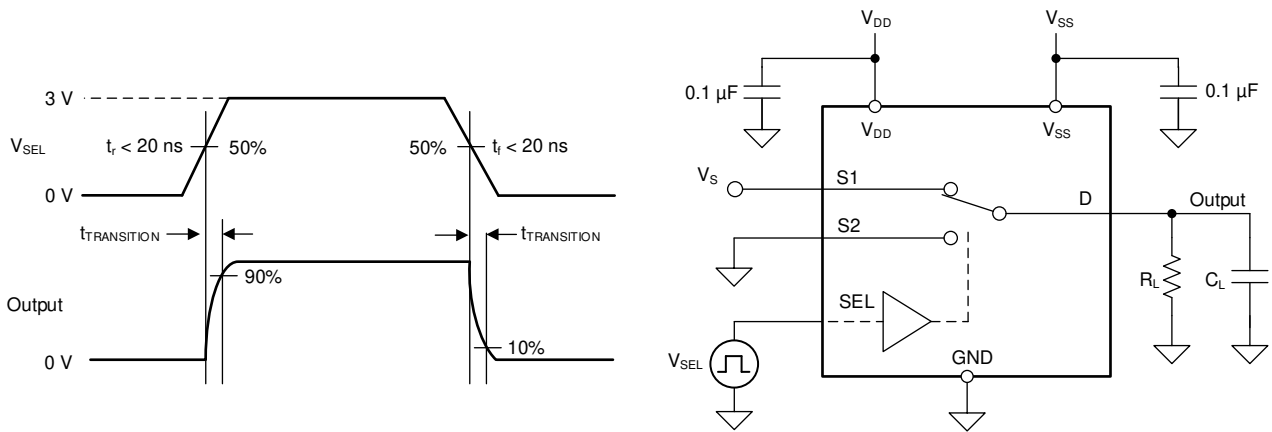 3 V
V_SEL
t_r < 20 ns
50%
50%
t_f < 20 ns
0 V
t_TRANSITION
t_TRANSITION
90%
Output
10%
0 V
V_DD
V_SS
0.1 µF
0.1 µF
V_DD
V_SS
V_S
S1
D
Output
S2
R_L
C_L
SEL
V_SEL
GND